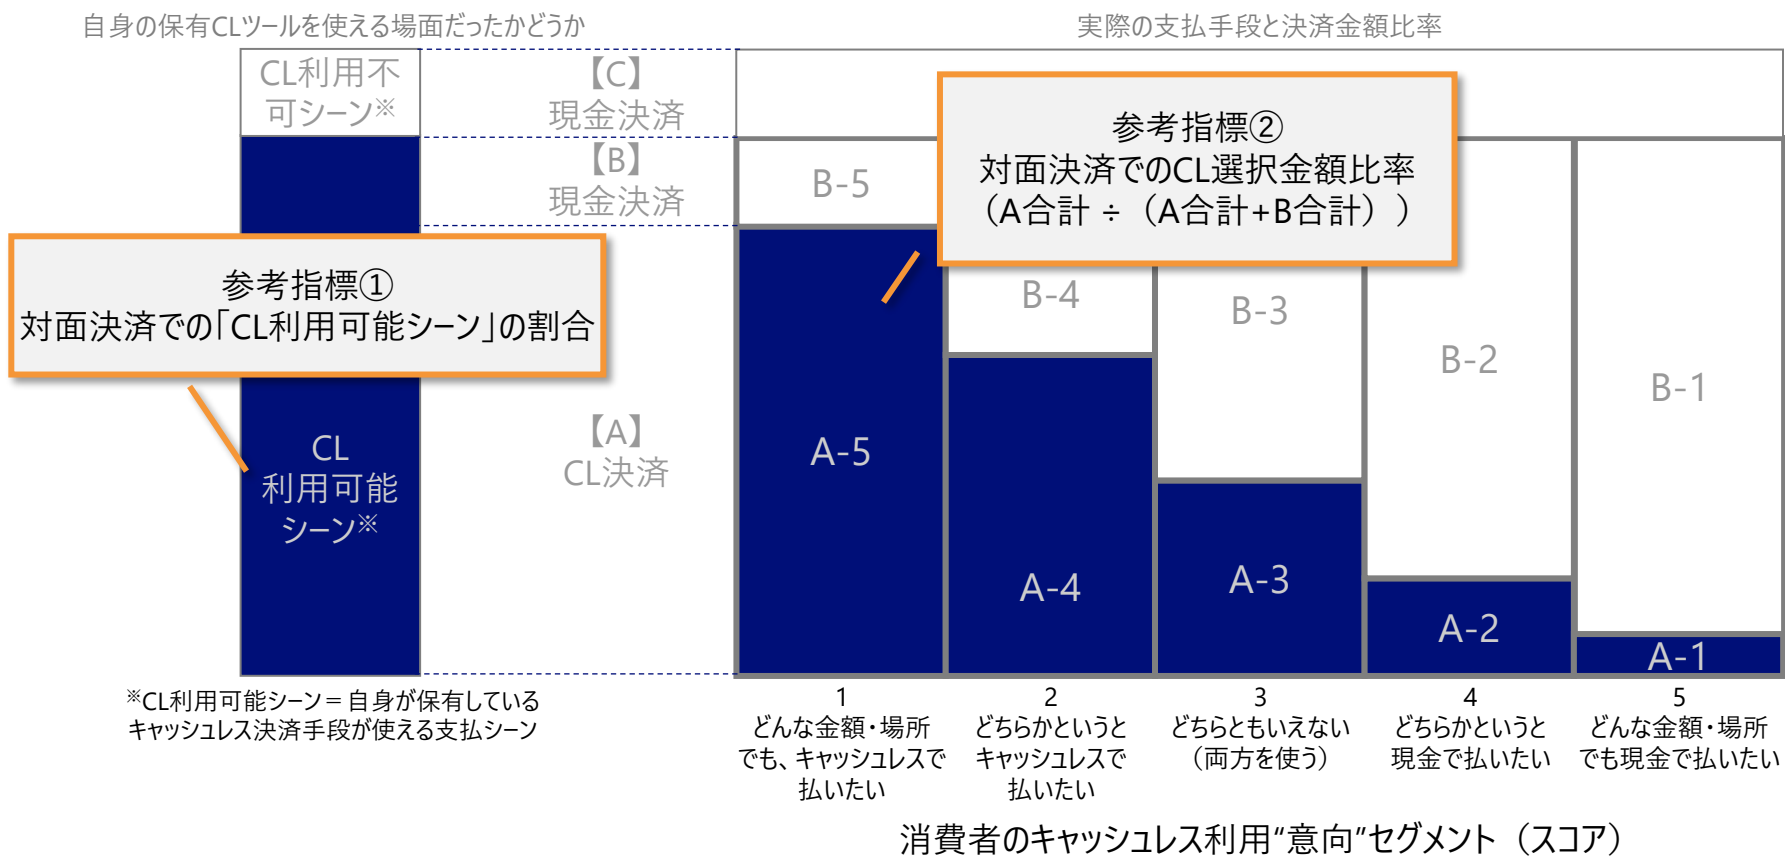 自身の保有CLツールを使える場面だったかどうか
実際の支払手段と決済金額比率
CL利用不
可シーン※
【C】
現金決済
【B】
現金決済
【A】
CL決済
CL
利用可能
シーン※
参考指標①
対面決済での「CL利用可能シーン」の割合
参考指標②
対面決済でのCL選択金額比率
（A合計 ÷（A合計+B合計））
B-5
B-4
B-3
B-2
B-1
A-5
A-4
A-3
A-2
A-1
※CL利用可能シーン＝自身が保有している
キャッシュレス決済手段が使える支払シーン
1
どんな金額・場所
でも、キャッシュレスで
払いたい
2
どちらかというと
キャッシュレスで
払いたい
3
どちらともいえない
（両方を使う）
4
どちらかというと
現金で払いたい
5
どんな金額・場所
でも現金で払いたい
消費者のキャッシュレス利用“意向”セグメント（スコア）